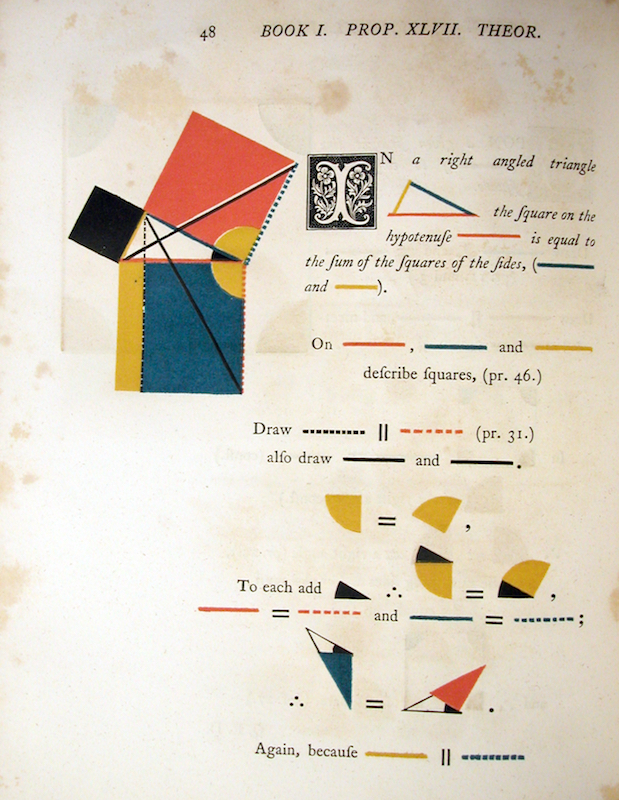 48 BOOK I. PROP. XLVII. THEOR.
IN a right angled triangle
the ſquare on the
hypotenuſe is equal to
the ſum of the ſquares of the ſides, (
and ).
On , and
deſcribe ſquares, (pr. 46.)
Draw || (pr. 31.)
alſo draw and .
= ,
To each add ∴ = ,
= and = ;
∴ = .
Again, becauſe ||